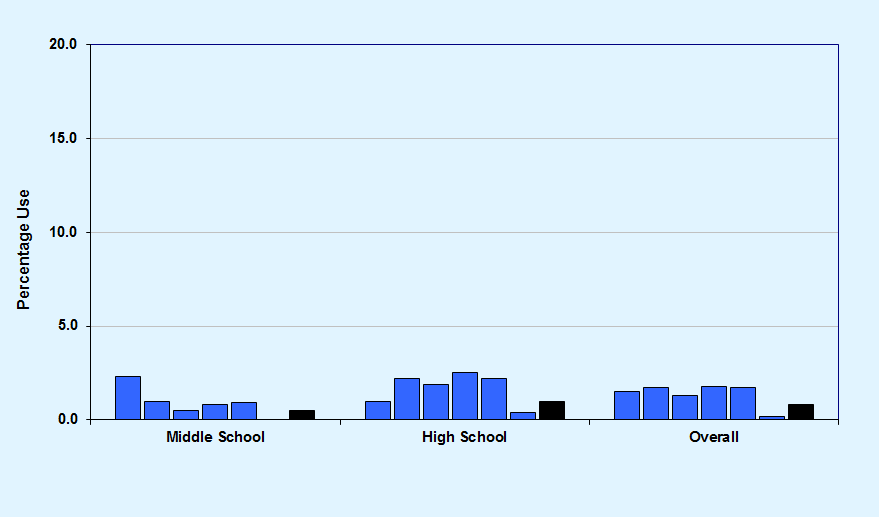 20.0
15.0
10.0
5.0
0.0
Percentage Use
Middle School
High School
Overall